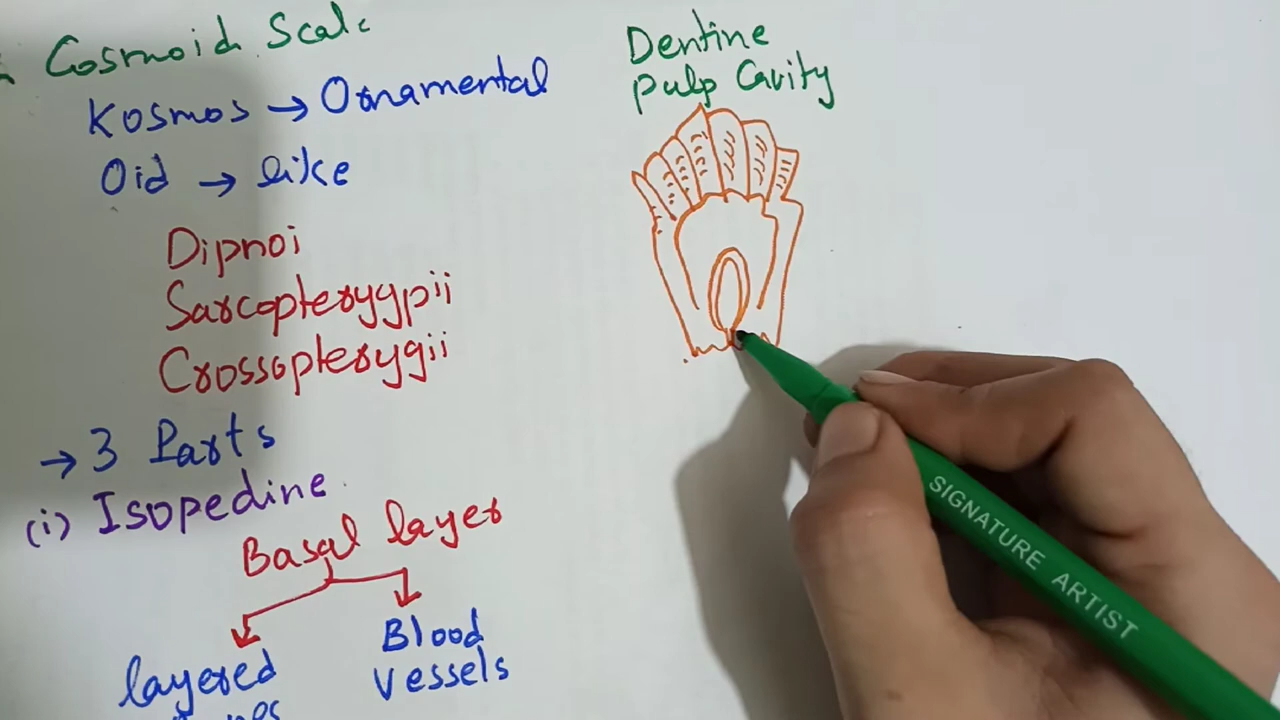 Cosmoid Scale
Kosmos → Ornamental
Oid → like
Dipnoi
Sarcopterygpii
Crossopterygii
→ 3 Parts
(i) Isopedine
Basal layer
layered
Blood
vessels
Dentine
pulp Cavity
SIGNATURE ARTIST